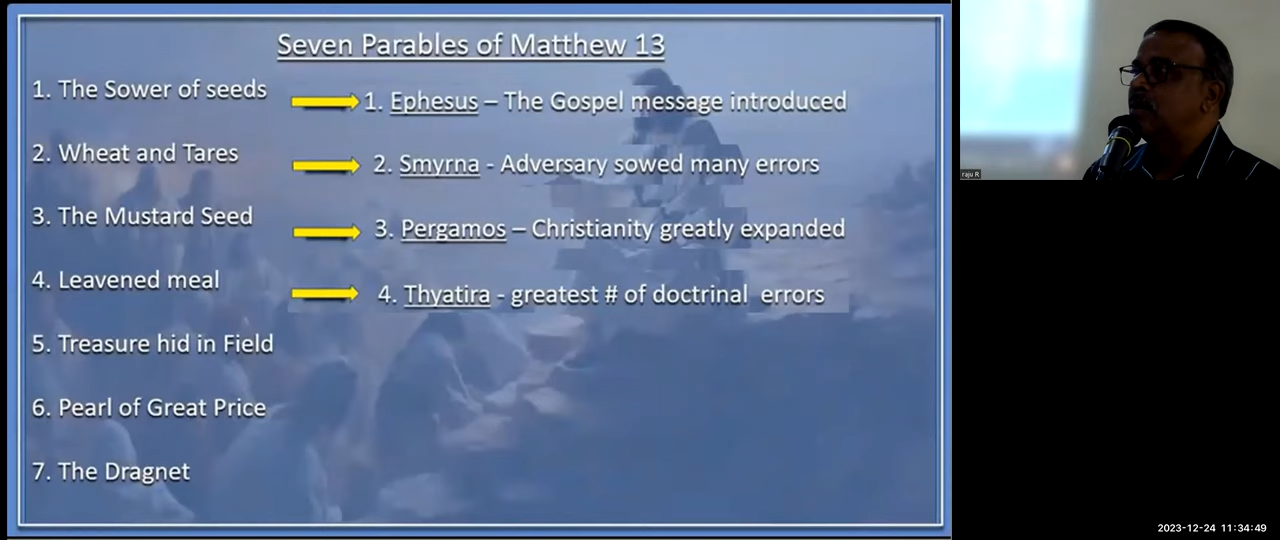 Seven Parables of Matthew 13
1. The Sower of seeds
1. Ephesus – The Gospel message introduced
2. Wheat and Tares
2. Smyrna - Adversary sowed many errors
3. The Mustard Seed
3. Pergamos – Christianity greatly expanded
4. Leavened meal
4. Thyatira - greatest # of doctrinal errors
5. Treasure hid in Field
6. Pearl of Great Price
7. The Dragnet
raju R
2023-12-24 11:34:49